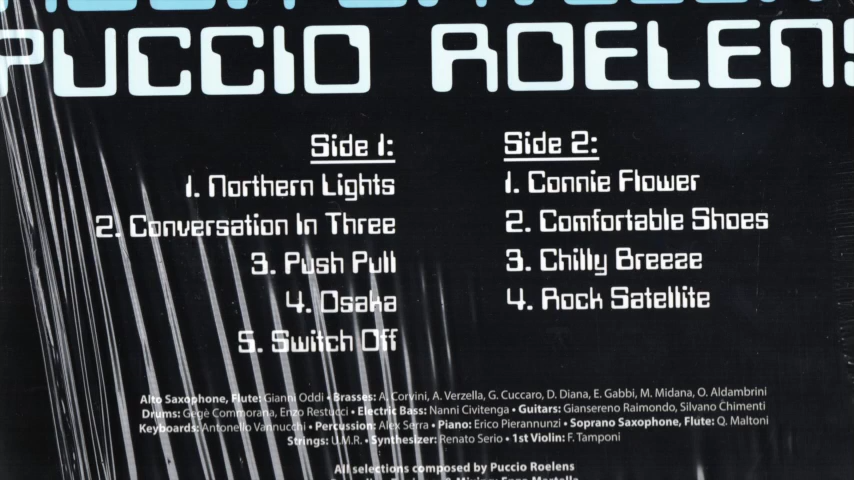 PUCCIO ROELENS
Side 1:
1. Northern Lights
2. Conversation In Three
3. Push Pull
4. Osaka
5. Switch Off
Side 2:
1. Connie Flower
2. Comfortable Shoes
3. Chilly Breeze
4. Rock Satellite
Alto Saxophone, Flute: Gianni Oddi • Brasses: A. Corvini, A. Verzella, G. Cuccaro, D. Diana, E. Gabbi, M. Midana, O. Aldambrini
Drums: Gegè Commorana, Enzo Restucci • Electric Bass: Nanni Civitenga • Guitars: Giansereno Raimondo, Silvano Chimenti
Keyboards: Antonello Vannucchi • Percussion: Alex Serra • Piano: Erico Pierannunzi • Soprano Saxophone, Flute: Q. Maltoni
Strings: U.M.R. • Synthesizer: Renato Serio • 1st Violin: F. Tamponi
All selections composed by Puccio Roelens